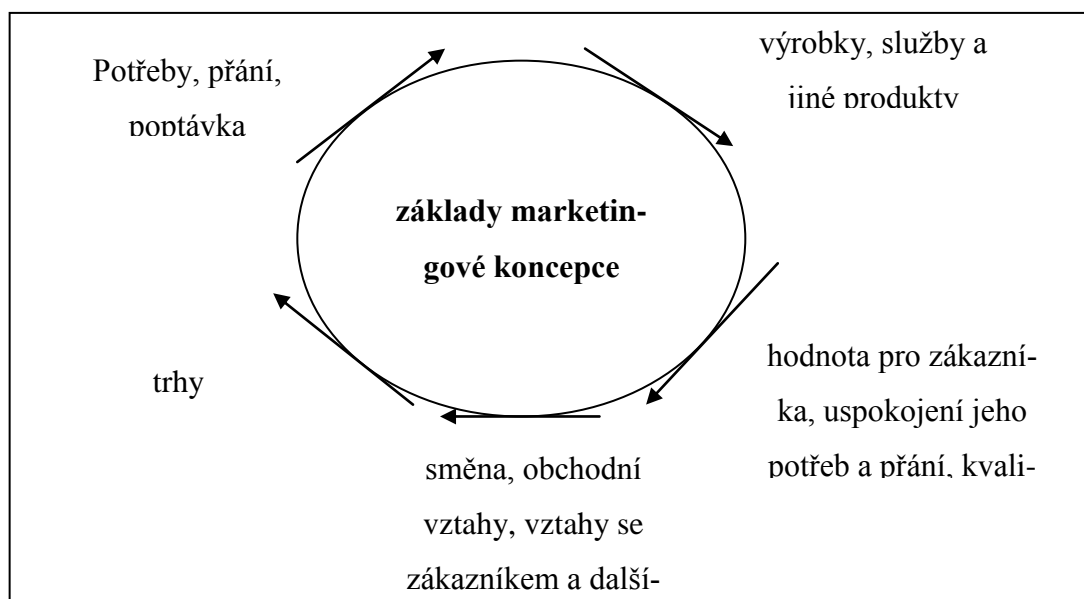 Potřeby, přání,
poptávka
výrobky, služby a
jiné produkty
základy marketin-
gové koncepce
hodnota pro zákazní-
ka, uspokojení jeho
potřeb a přání, kvali-
trhy
směna, obchodní
vztahy, vztahy se
zákazníkem a další-